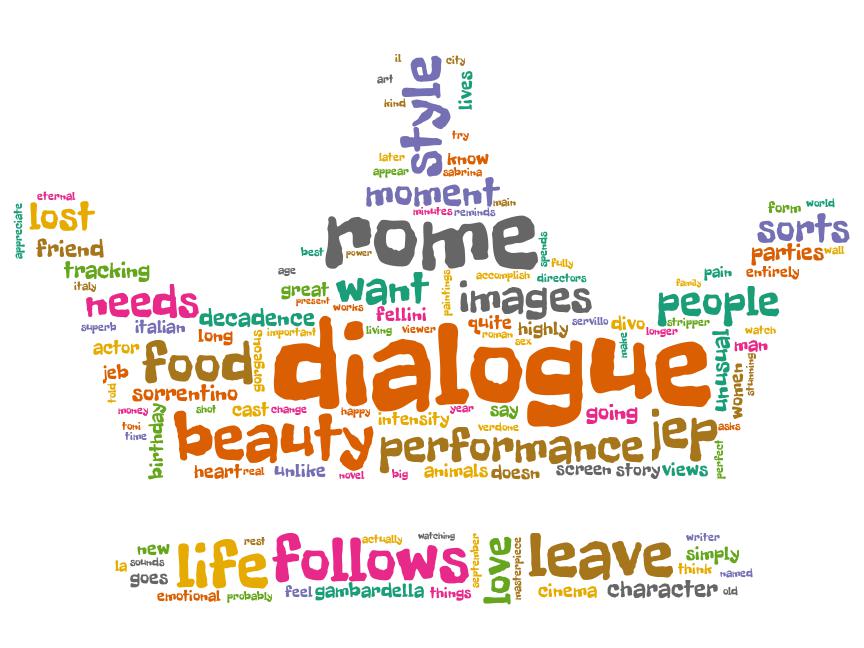 il
city
art
style
lives
kind
try
later
know
appear
sabrina
eternal
moment
main
form
world
appreciate
lost
minutes
reminds
sorts
friend
best
power
rome
spends
fully
parties
wall
tracking
age
accomplish
directors
pain
entirely
italy
great
want
paintings
images
family
needs
present
works
people
decadence
fellini
superb
italian
long
important
living
viewer
quite
roman
highly
servillo
divo
longer
stripper
watch
actor
food
gorgeous
dialogue
sex
make
unusual
man
jeb
women
stunning
told
sorrentino
money
shot
cast
change
happy
intensity
year
say
going
toni
time
birthday
beauty
verdone
performance
jep
asks
perfect
heart
real
unlike
novel
big
animals
doesn
screen
story
views
new
rest
actually
watching
writer
la
sounds
life
follows
september
love
masterpiece
leave
simply
goes
think
named
emotional
probably
feel
gambardella
things
cinema
character
old